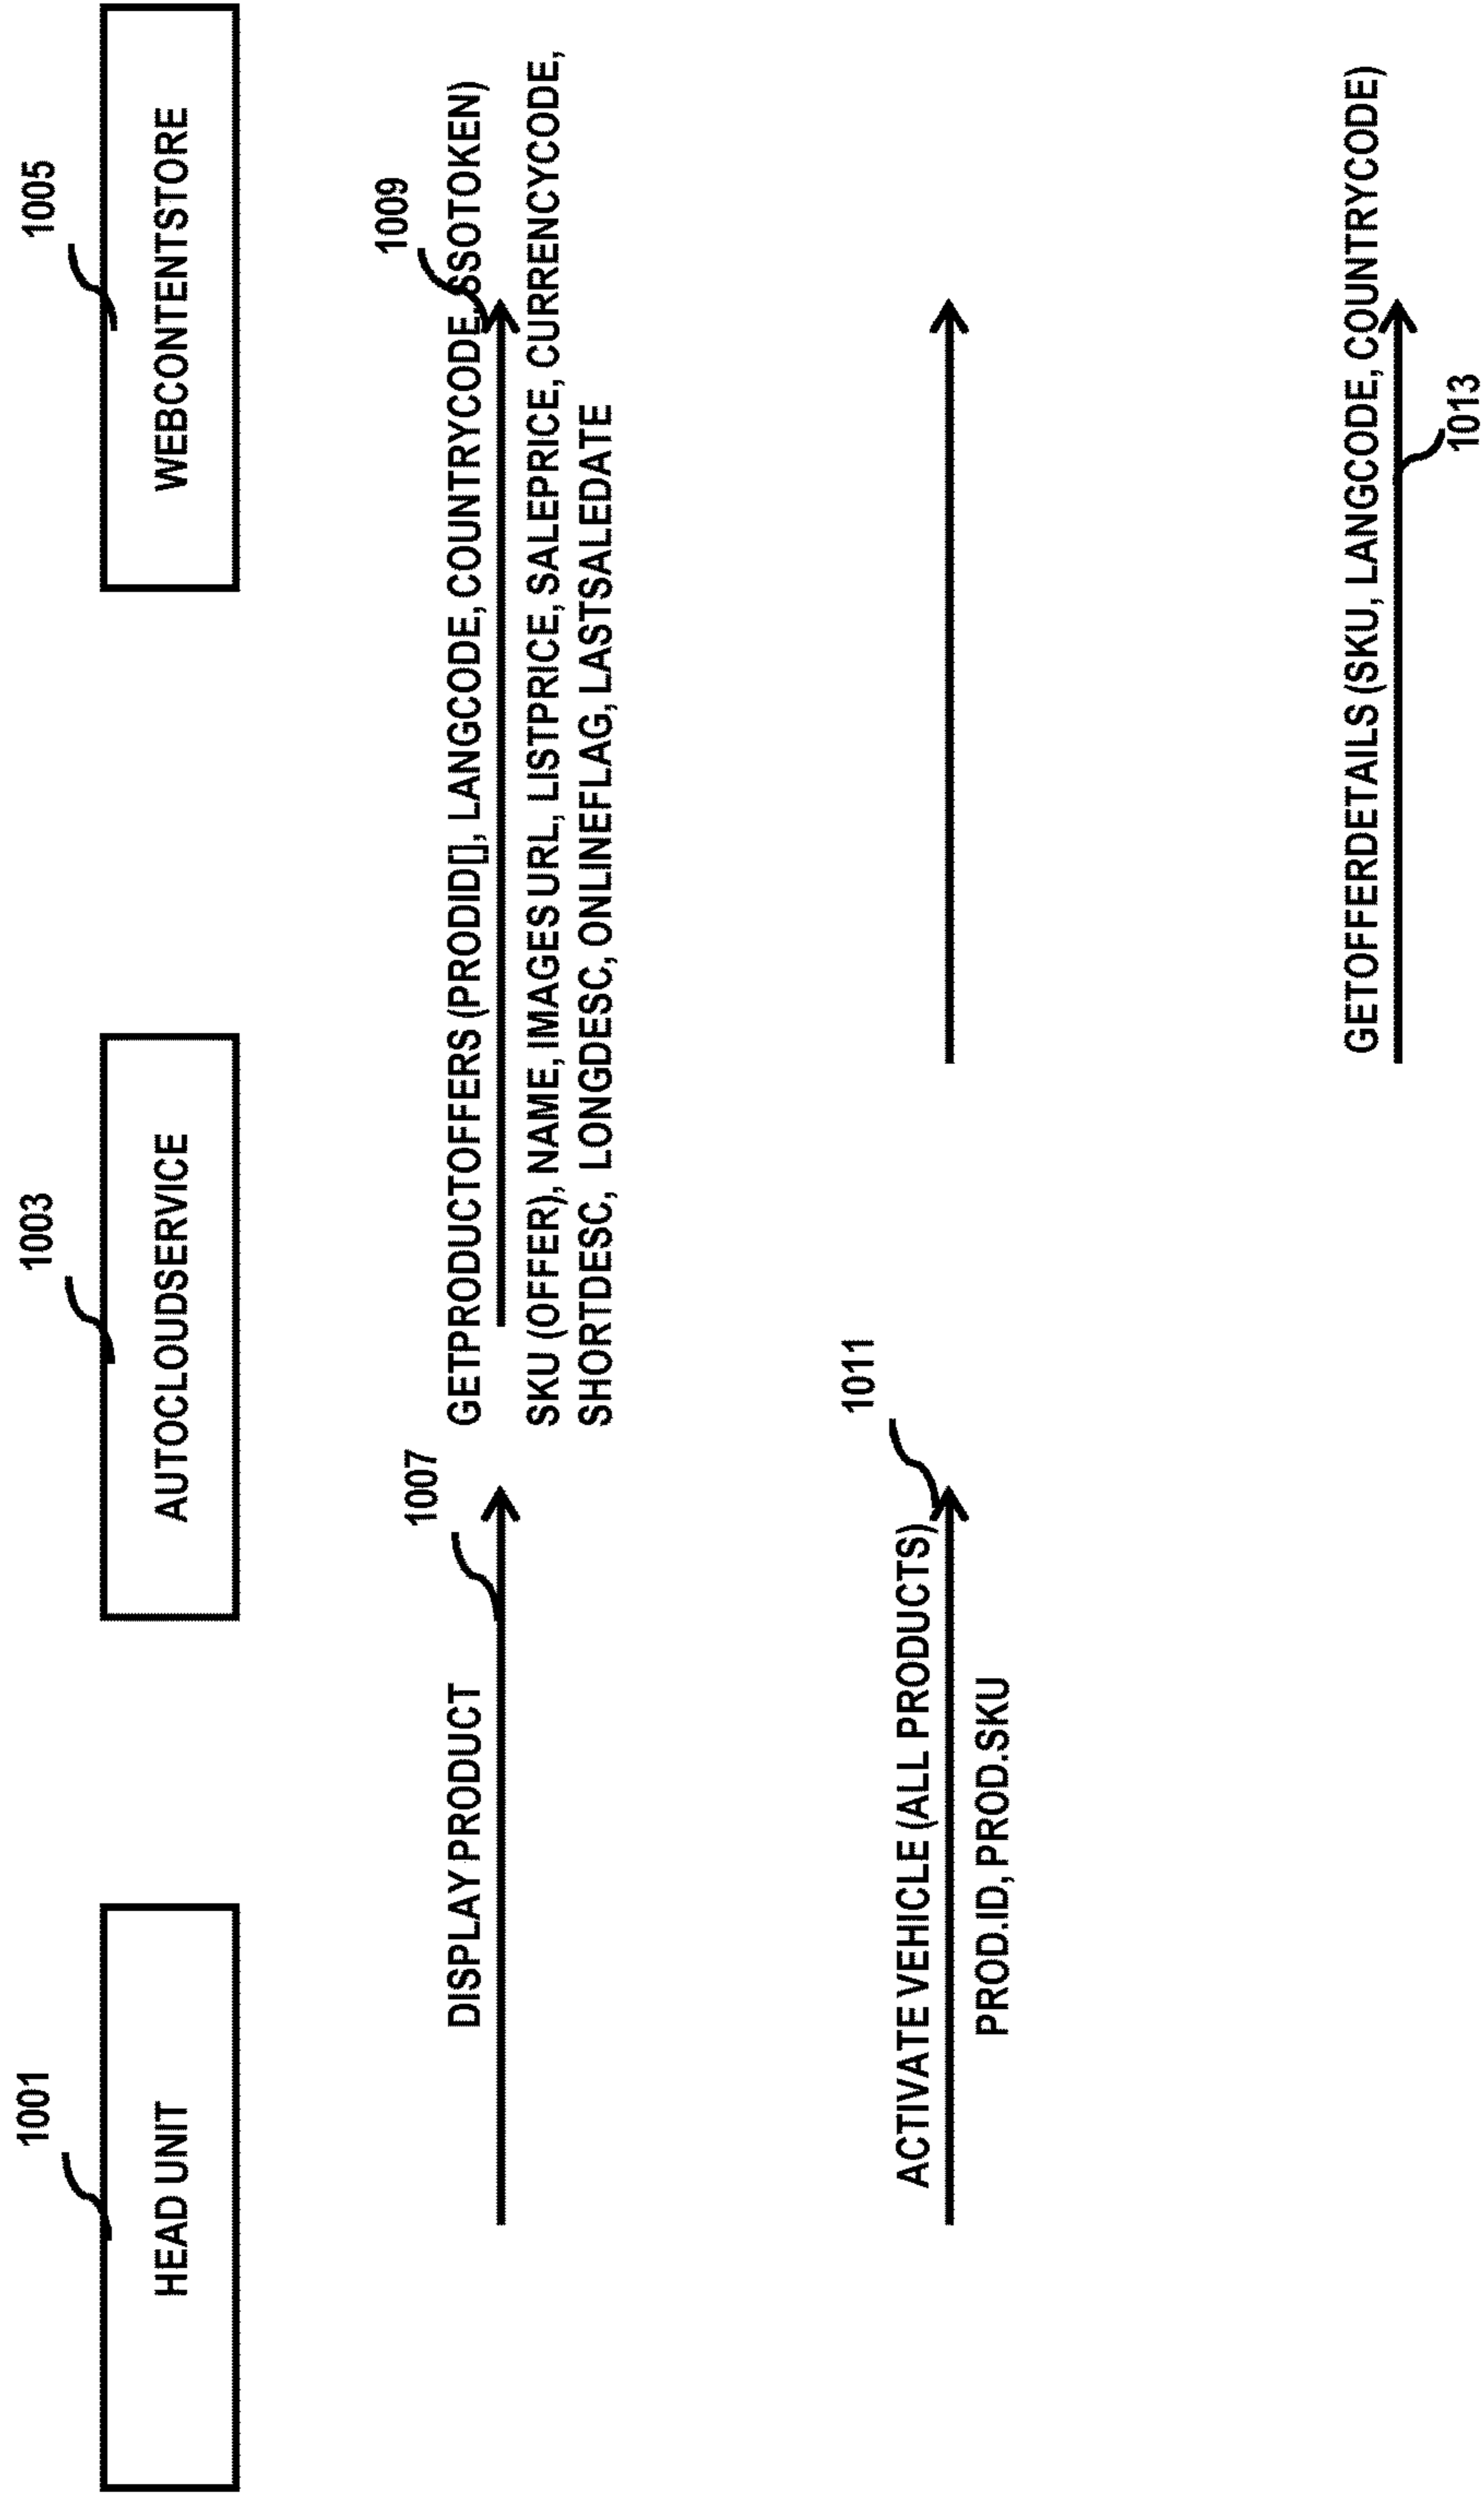 1001
HEAD UNIT
1003
AUTOCLOUDSERVICE
1005
WEBCONTENTSTORE
1007
DISPLAY PRODUCT
1009
GETPRODUCTOFFERS (PRODID[], LANGCODE, COUNTRYCODE, SSOTOKEN)
SKU (OFFER), NAME, IMAGES URL, LISTPRICE, SALEPRICE, CURRENCYCODE,
SHORTDESC, LONGDESC, ONLINEFLAG, LASTSALEDATE
1011
ACTIVATE VEHICLE (ALL PRODUCTS)
PROD.ID, PROD.SKU
GETOFFERDETAILS (SKU, LANGCODE, COUNTRYCODE)
1013